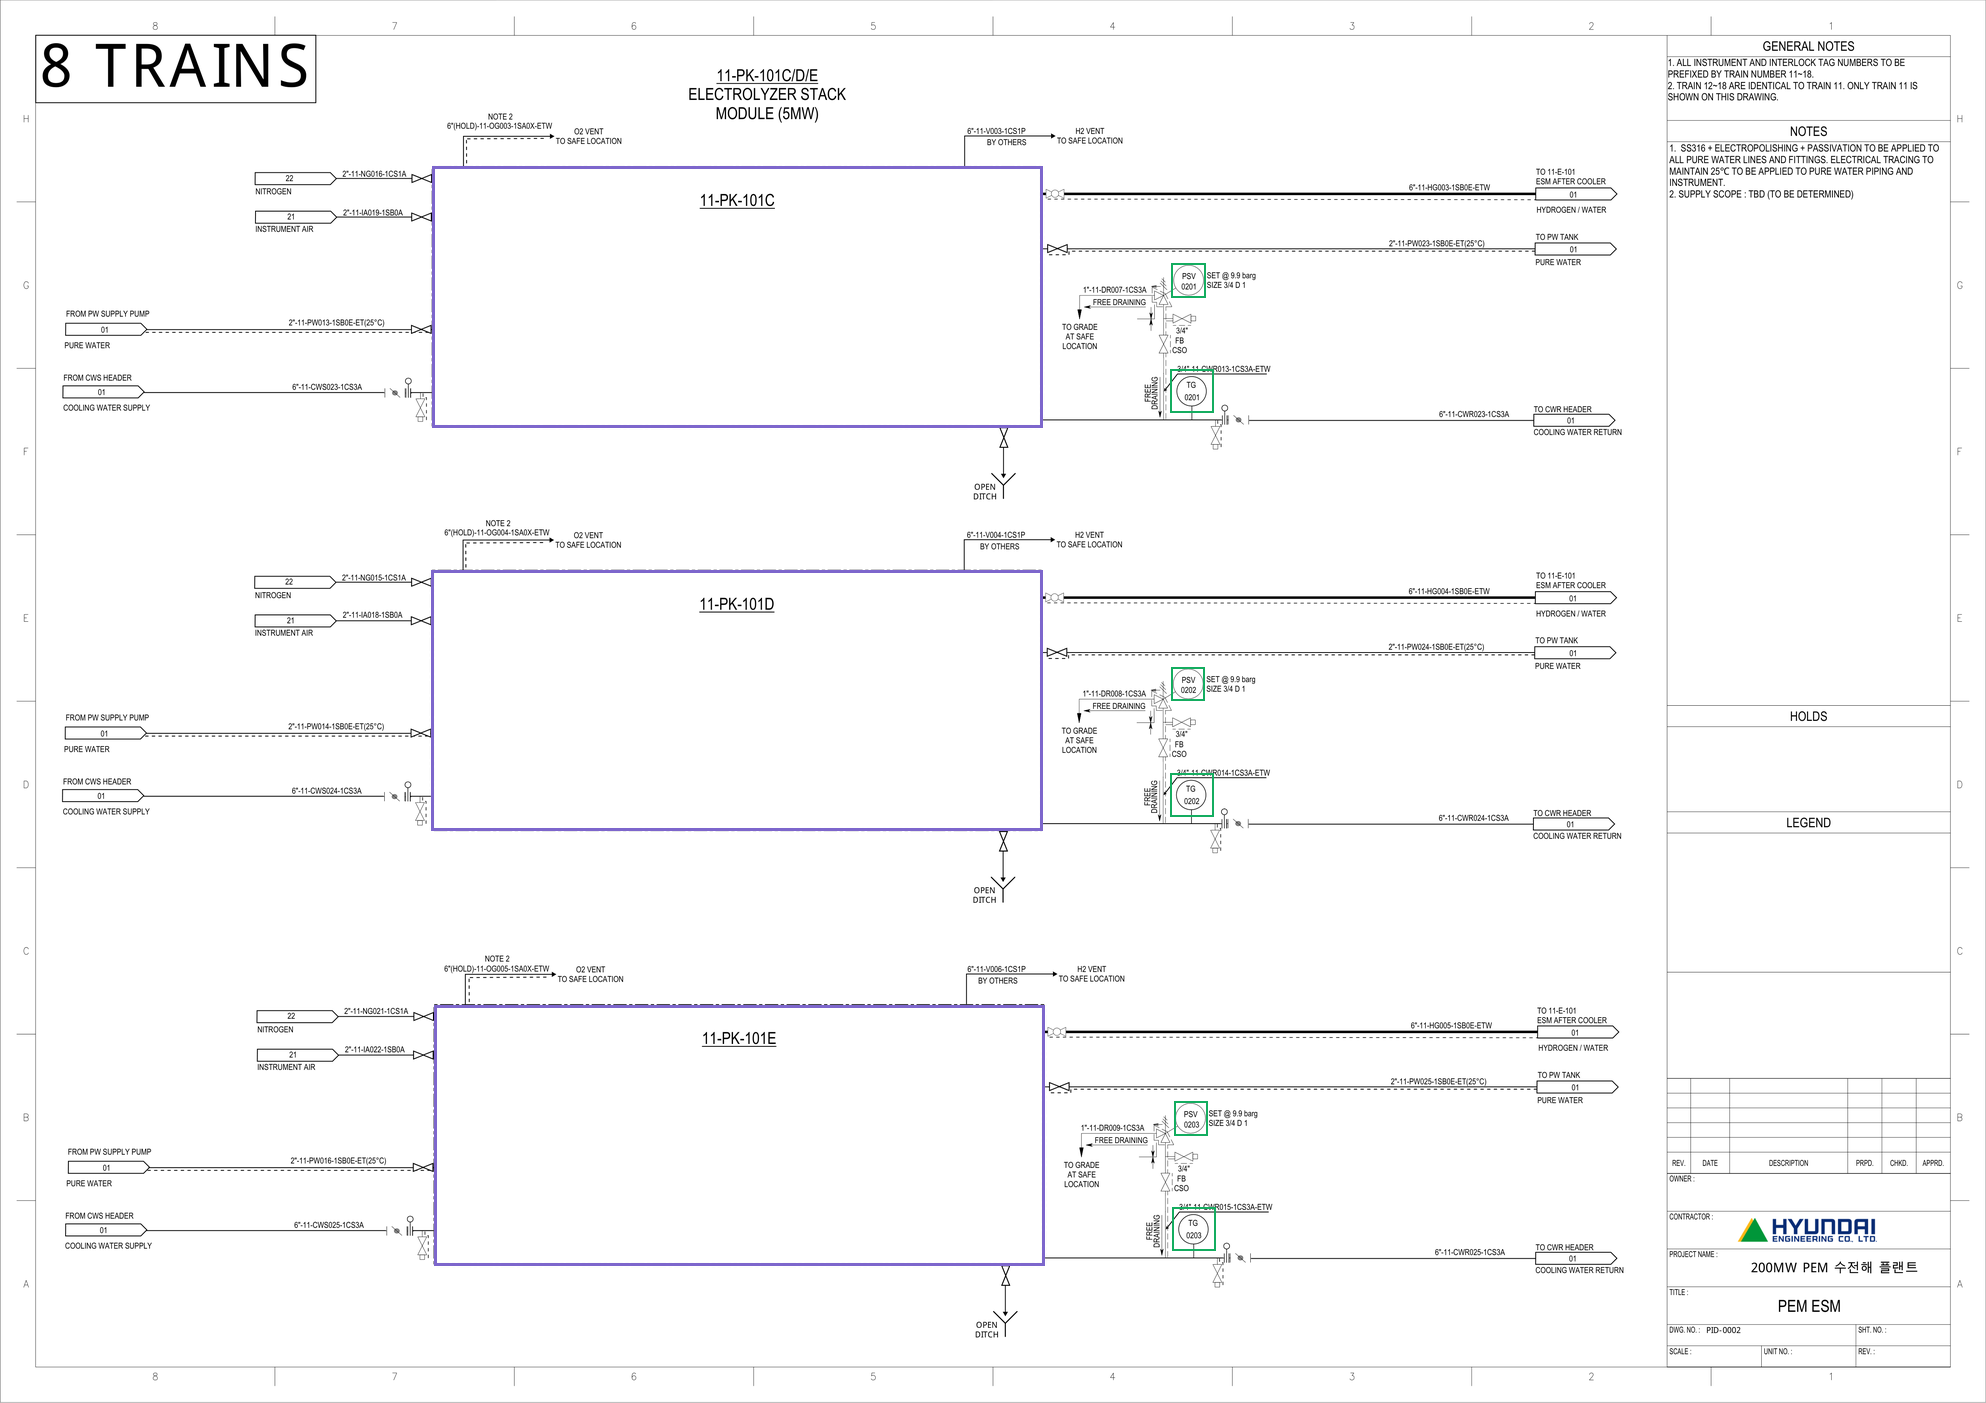 8 7 6 5 4 3 2 1
8 TRAINS
11-PK-101C/D/E
ELECTROLYZER STACK
MODULE (5MW)
GENERAL NOTES
1. ALL INSTRUMENT AND INTERLOCK TAG NUMBERS TO BE
PREFIXED BY TRAIN NUMBER 11~18.
2. TRAIN 12~18 ARE IDENTICAL TO TRAIN 11. ONLY TRAIN 11 IS
SHOWN ON THIS DRAWING.
NOTES
1. SS316 + ELECTROPOLISHING + PASSIVATION TO BE APPLIED TO
ALL PURE WATER LINES AND FITTINGS. ELECTRICAL TRACING TO
MAINTAIN 25℃ TO BE APPLIED TO PURE WATER PIPING AND
INSTRUMENT.
2. SUPPLY SCOPE : TBD (TO BE DETERMINED)
H
H
NOTE 2
6"(HOLD)-11-OG003-1SA0X-ETW
O2 VENT
TO SAFE LOCATION
6"-11-V003-1CS1P
BY OTHERS
H2 VENT
TO SAFE LOCATION
22
NITROGEN
2"-11-NG016-1CS1A
21
INSTRUMENT AIR
2"-11-IA019-1SB0A
11-PK-101C
6"-11-HG003-1SB0E-ETW
TO 11-E-101
ESM AFTER COOLER
01
HYDROGEN / WATER
2"-11-PW023-1SB0E-ET(25°C)
TO PW TANK
01
PURE WATER
G
G
PSV
0201
SET @ 9.9 barg
SIZE 3/4 D 1
1"-11-DR007-1CS3A
FREE DRAINING
TO GRADE
AT SAFE
LOCATION
3/4"
FB
CSO
FROM PW SUPPLY PUMP
01
PURE WATER
2"-11-PW013-1SB0E-ET(25°C)
FROM CWS HEADER
01
COOLING WATER SUPPLY
6"-11-CWS023-1CS3A
3/4"-11-CWR013-1CS3A-ETW
FREE
DRAINING
TG
0201
6"-11-CWR023-1CS3A
TO CWR HEADER
01
COOLING WATER RETURN
F
F
OPEN
DITCH
NOTE 2
6"(HOLD)-11-OG004-1SA0X-ETW
O2 VENT
TO SAFE LOCATION
6"-11-V004-1CS1P
BY OTHERS
H2 VENT
TO SAFE LOCATION
22
NITROGEN
2"-11-NG015-1CS1A
21
INSTRUMENT AIR
2"-11-IA018-1SB0A
11-PK-101D
6"-11-HG004-1SB0E-ETW
TO 11-E-101
ESM AFTER COOLER
01
HYDROGEN / WATER
E
E
2"-11-PW024-1SB0E-ET(25°C)
TO PW TANK
01
PURE WATER
PSV
0202
SET @ 9.9 barg
SIZE 3/4 D 1
1"-11-DR008-1CS3A
FREE DRAINING
TO GRADE
AT SAFE
LOCATION
3/4"
FB
CSO
FROM PW SUPPLY PUMP
01
PURE WATER
2"-11-PW014-1SB0E-ET(25°C)
FROM CWS HEADER
01
COOLING WATER SUPPLY
6"-11-CWS024-1CS3A
3/4"-11-CWR014-1CS3A-ETW
FREE
DRAINING
TG
0202
6"-11-CWR024-1CS3A
TO CWR HEADER
01
COOLING WATER RETURN
D
D
OPEN
DITCH
HOLDS
LEGEND
C
C
NOTE 2
6"(HOLD)-11-OG005-1SA0X-ETW
O2 VENT
TO SAFE LOCATION
6"-11-V006-1CS1P
BY OTHERS
H2 VENT
TO SAFE LOCATION
22
NITROGEN
2"-11-NG021-1CS1A
21
INSTRUMENT AIR
2"-11-IA022-1SB0A
11-PK-101E
6"-11-HG005-1SB0E-ETW
TO 11-E-101
ESM AFTER COOLER
01
HYDROGEN / WATER
2"-11-PW025-1SB0E-ET(25°C)
TO PW TANK
01
PURE WATER
B
B
PSV
0203
SET @ 9.9 barg
SIZE 3/4 D 1
1"-11-DR009-1CS3A
FREE DRAINING
TO GRADE
AT SAFE
LOCATION
3/4"
FB
CSO
FROM PW SUPPLY PUMP
01
PURE WATER
2"-11-PW016-1SB0E-ET(25°C)
FROM CWS HEADER
01
COOLING WATER SUPPLY
6"-11-CWS025-1CS3A
3/4"-11-CWR015-1CS3A-ETW
FREE
DRAINING
TG
0203
6"-11-CWR025-1CS3A
TO CWR HEADER
01
COOLING WATER RETURN
A
A
OPEN
DITCH
REV. DATE DESCRIPTION PRPD. CHKD. APPRD.
OWNER :
CONTRACTOR :
HYUNDAI
ENGINEERING CO. LTD.
PROJECT NAME :
200MW PEM 수전해 플랜트
TITLE :
PEM ESM
DWG. NO. : PID-0002
SHT. NO. :
SCALE :
UNIT NO. :
REV. :
8 7 6 5 4 3 2 1